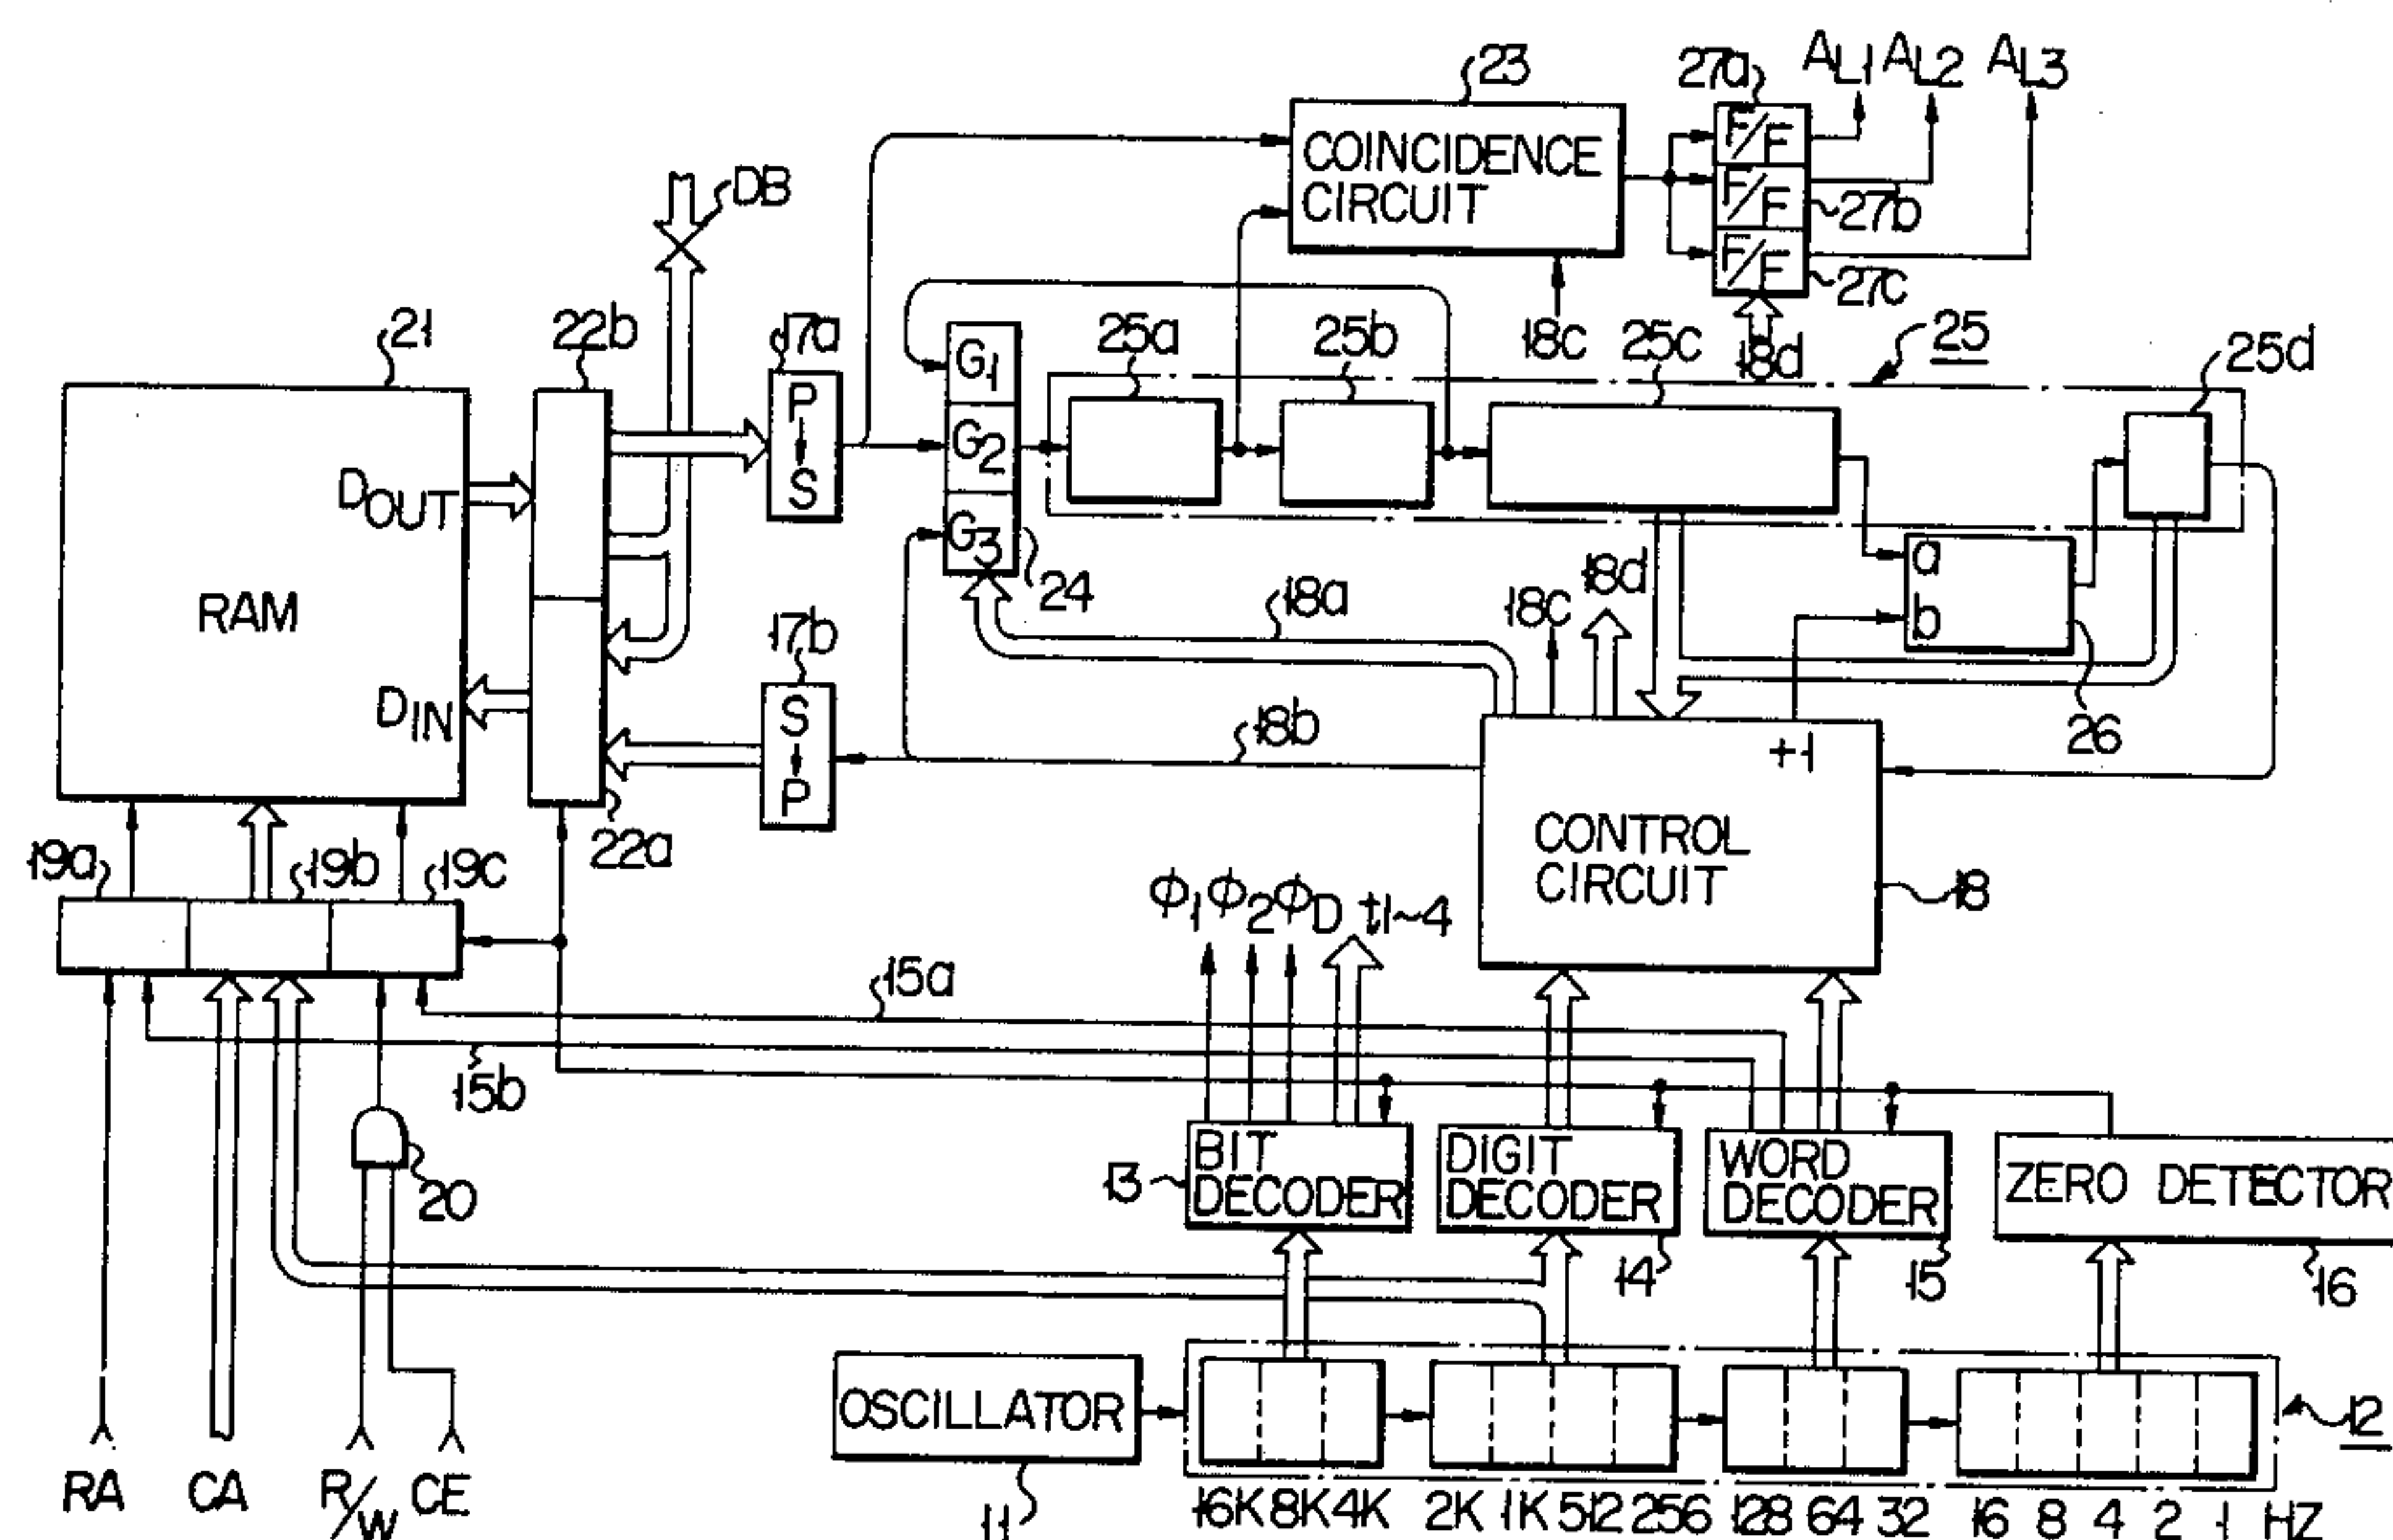 23
27a
AL1 AL2 AL3
COINCIDENCE
CIRCUIT
F/F
F/F
F/F
27b
27c
DB
21
22b
17a
18c
18d
25
25a
25b
25c
25d
P
S
G1
G2
G3
24
DOUT
RAM
DIN
17b
S
P
18a
18c
18d
a
b
26
18b
+1
CONTROL
CIRCUIT
18
22a
19a
19b
19c
ϕ1 ϕ2 ϕD t1~4
15a
15b
20
BIT
DECODER
13
DIGIT
DECODER
14
WORD
DECODER
15
ZERO DETECTOR
16
OSCILLATOR
11
12
RA
CA
R/W
CE
16K 8K 4K 2K 1K 512 256 128 64 32 16 8 4 2 1 HZ